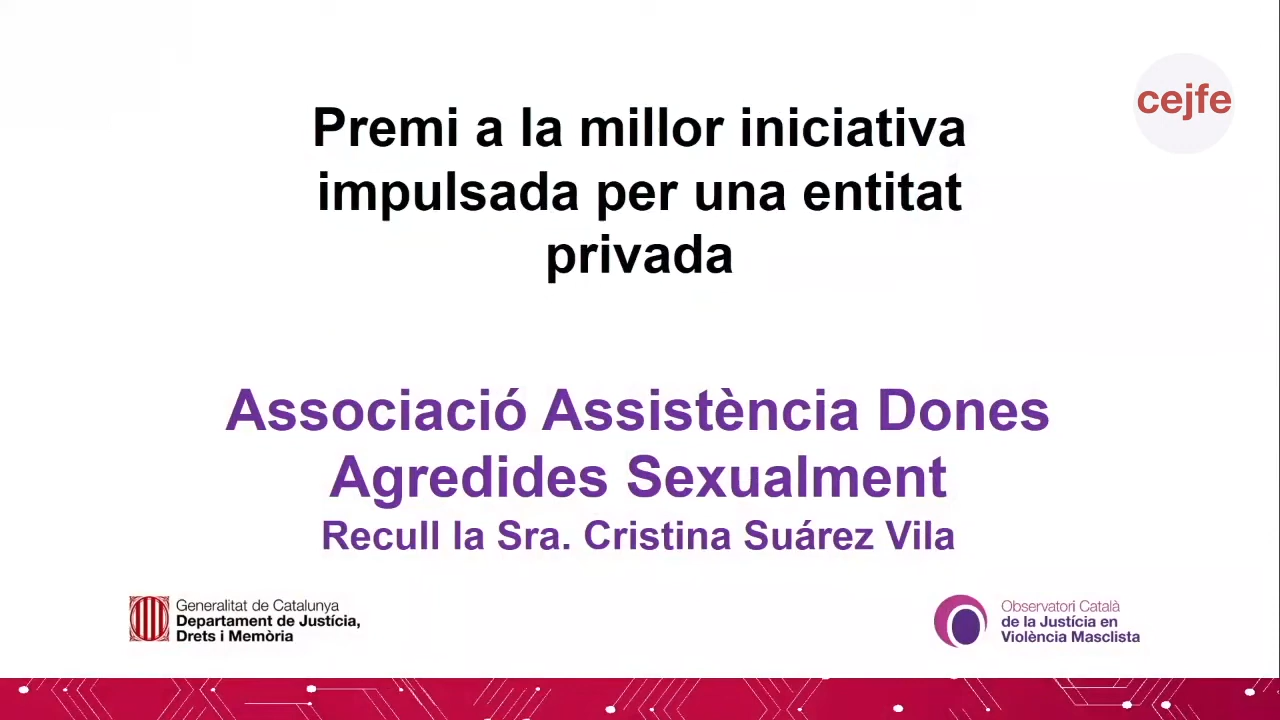 cejfe
Premi a la millor iniciativa
impulsada per una entitat
privada
Associació Assistència Dones
Agredides Sexualment
Recull la Sra. Cristina Suárez Vila
Generalitat de Catalunya
Departament de Justícia,
Drets i Memòria
Observatori Català
de la Justícia en
Violència Masclista